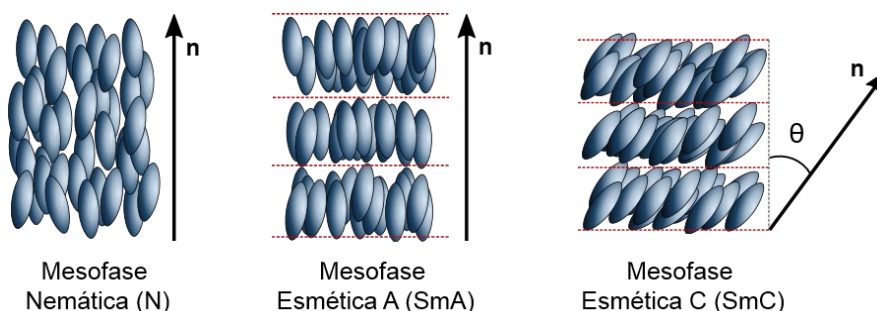 n
n
n
θ
Mesofase
Nemática (N)
Mesofase
Esmética A (SmA)
Mesofase
Esmética C (SmC)